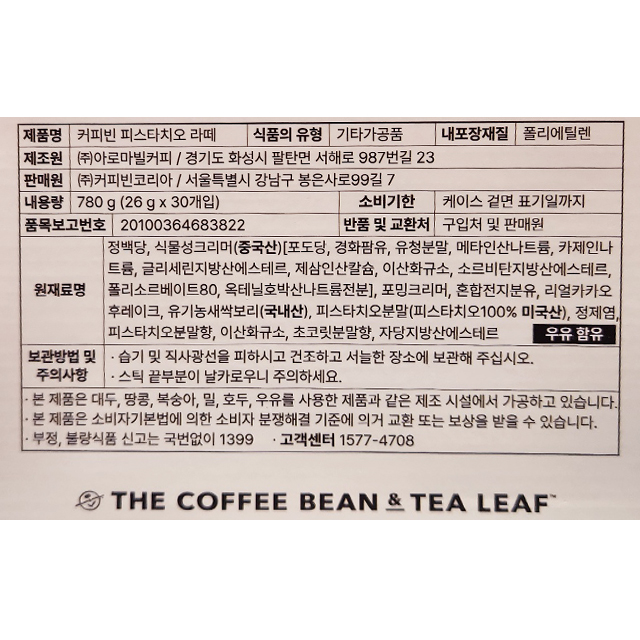 제품명 커피빈 피스타치오 라떼 식품의 유형 기타가공품 내포장재질 폴리에틸렌
제조원 (주)아로마빌커피 / 경기도 화성시 팔탄면 서해로 987번길 23
판매원 (주)커피빈코리아 / 서울특별시 강남구 봉은사로99길 7
내용량 780 g (26 g x 30개입) 소비기한 케이스 겉면 표기일까지
품목보고번호 20100364683822 반품 및 교환처 구입처 및 판매원
원재료명
정백당, 식물성크리머(중국산)[포도당, 경화팜유, 유청분말, 메타인산나트륨, 카제인나
트륨, 글리세린지방산에스테르, 제삼인산칼슘, 이산화규소, 소르비탄지방산에스테르,
폴리소르베이트80, 옥테닐호박산나트륨전분], 포밍크리머, 혼합전지분유, 리얼카카오
후레이크, 유기농새싹보리(국내산), 피스타치오분말(피스타치오100% 미국산), 정제염,
피스타치오분말향, 이산화규소, 초코릿분말향, 자당지방산에스테르 우유 함유
보관방법 및 주의사항
· 습기 및 직사광선을 피하시고 건조하고 서늘한 장소에 보관해 주십시오.
· 스틱 끝부분이 날카로우니 주의하세요.
· 본 제품은 대두, 땅콩, 복숭아, 밀, 호두, 우유를 사용한 제품과 같은 제조 시설에서 가공하고 있습니다.
· 본 제품은 소비자기본법에 의한 소비자 분쟁해결 기준에 의거 교환 또는 보상을 받을 수 있습니다.
· 부정, 불량식품 신고는 국번없이 1399 · 고객센터 1577-4708
THE COFFEE BEAN & TEA LEAF™